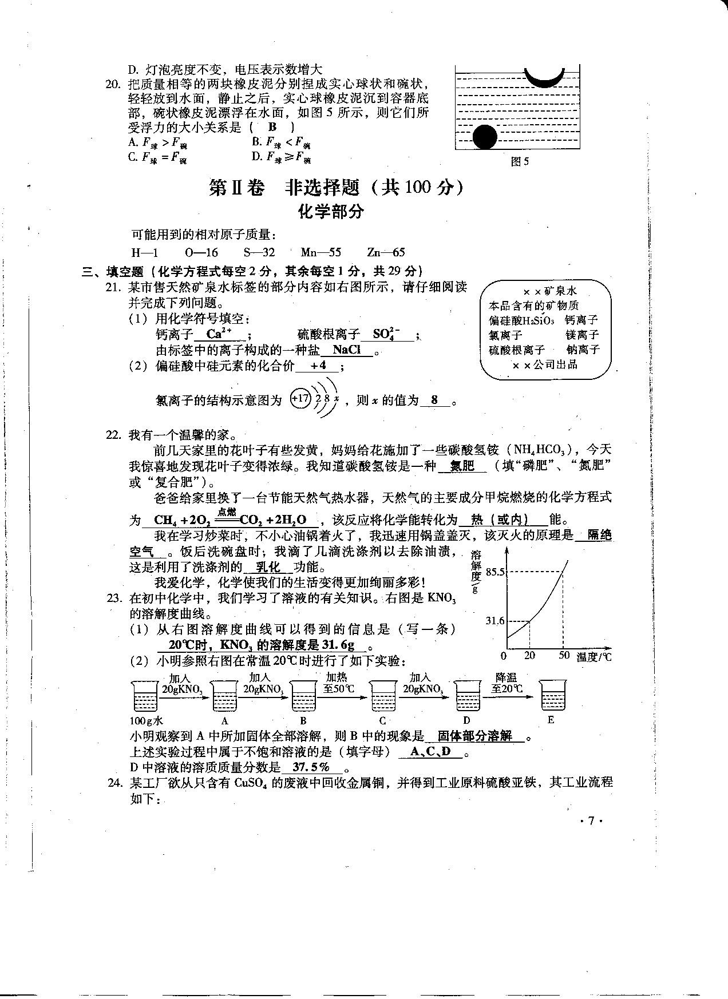 D. 灯泡亮度不变，电压表示数增大
20. 把质量相等的两块橡皮泥分别捏成实心球状和碗状，
轻轻放到水面，静止之后，实心球橡皮泥沉到容器底
部，碗状橡皮泥漂浮在水面，如图 5 所示，则它们所
受浮力的大小关系是（ B ）
A. F球 > F碗 B. F球 < F碗
C. F球 = F碗 D. F球 ⩾ F碗
图 5
第 Ⅱ 卷 非选择题（共 100 分）
化学部分
可能用到的相对原子质量：
H—1 O—16 S—32 Mn—55 Zn—65
三、填空题（化学方程式每空 2 分，其余每空 1 分，共 29 分）
21. 某市售天然矿泉水标签的部分内容如右图所示，请仔细阅读
并完成下列问题。
（1）用化学符号填空：
钙离子 Ca²⁺ ； 硫酸根离子 SO₄²⁻ ；
由标签中的离子构成的一种盐 NaCl 。
（2）偏硅酸中硅元素的化合价 +4 ；
××矿泉水
本品含有的矿物质
偏硅酸H₂SiO₃ 钙离子
氯离子 镁离子
硫酸根离子 钠离子
××公司出品
氯离子的结构示意图为 +17 2 8 x ，则 x 的值为 8 。
22. 我有一个温馨的家。
前几天家里的花叶子有些发黄，妈妈给花施加了一些碳酸氢铵（NH₄HCO₃），今天
我惊喜地发现花叶子变得浓绿。我知道碳酸氢铵是一种 氮肥 （填“磷肥”、“氮肥”
或“复合肥”）。
爸爸给家里换了一台节能天然气热水器，天然气的主要成分甲烷燃烧的化学方程式
为 CH₄ + 2O₂ 点燃══ CO₂ + 2H₂O ，该反应将化学能转化为 热（或内） 能。
我在学习炒菜时，不小心油锅着火了，我迅速用锅盖盖灭，该灭火的原理是 隔绝
空气 。饭后洗碗盘时；我滴了几滴洗涤剂以去除油渍，
这是利用了洗涤剂的 乳化 功能。
我爱化学，化学使我们的生活变得更加绚丽多彩！
23. 在初中化学中，我们学习了溶液的有关知识。右图是 KNO₃
的溶解度曲线。
（1）从右图溶解度曲线可以得到的信息是（写一条）
20℃时，KNO₃ 的溶解度是 31.6g 。
（2）小明参照右图在常温 20℃时进行了如下实验：
溶解度/g
85.5
31.6
0 20 50 温度/℃
加入 加入 加热 加入 降温
20gKNO₃ 20gKNO₃ 至50℃ 20gKNO₃ 至20℃
100g水 A B C D E
小明观察到 A 中所加固体全部溶解，则 B 中的现象是 固体部分溶解 。
上述实验过程中属于不饱和溶液的是（填字母） A、C、D 。
D 中溶液的溶质质量分数是 37.5% 。
24. 某工厂欲从只含有 CuSO₄ 的废液中回收金属铜，并得到工业原料硫酸亚铁，其工业流程
如下：
· 7 ·